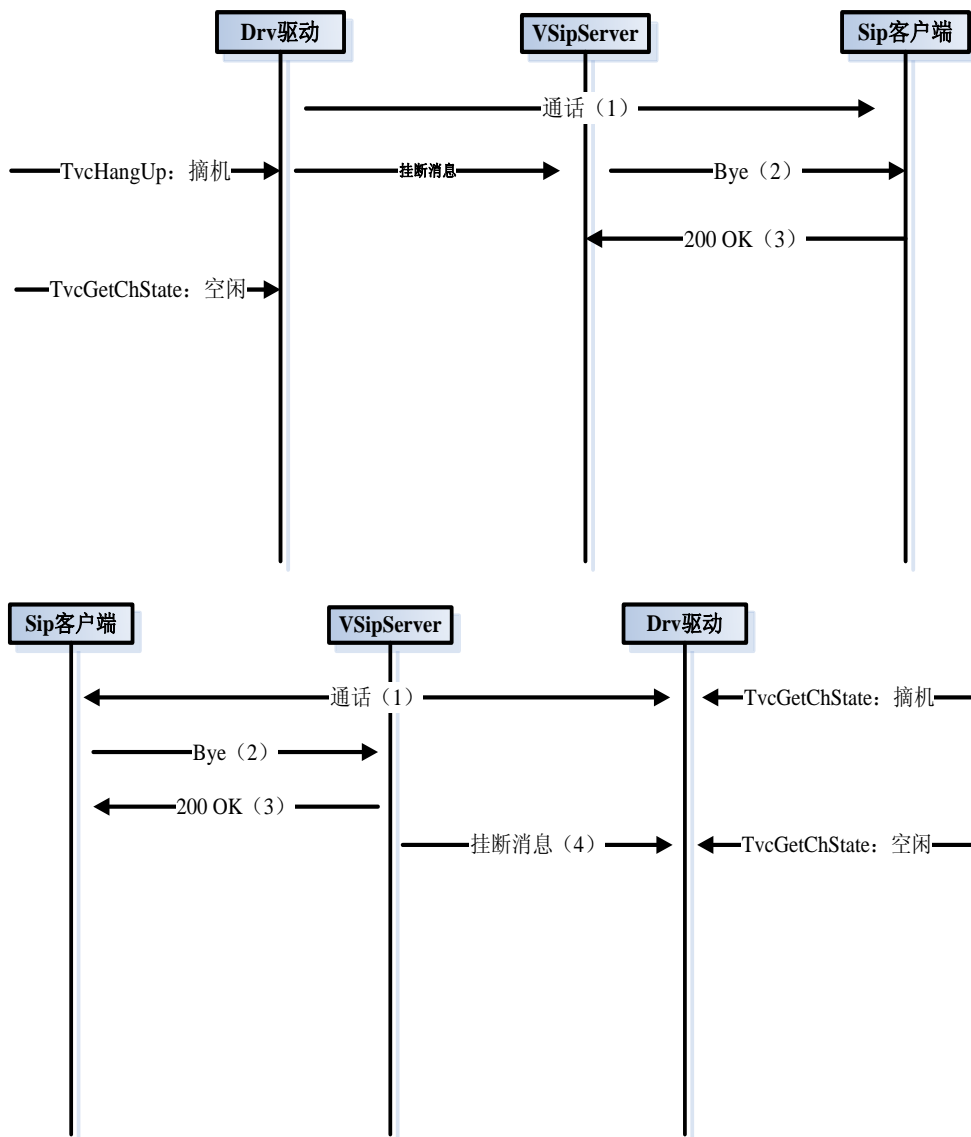 Drv驱动
VSipServer
Sip客户端
通话（1）
TvcHangUp：摘机
挂断消息
Bye（2）
200 OK（3）
TvcGetChState：空闲
Sip客户端
VSipServer
Drv驱动
通话（1）
TvcGetChState：摘机
Bye（2）
200 OK（3）
挂断消息（4）
TvcGetChState：空闲